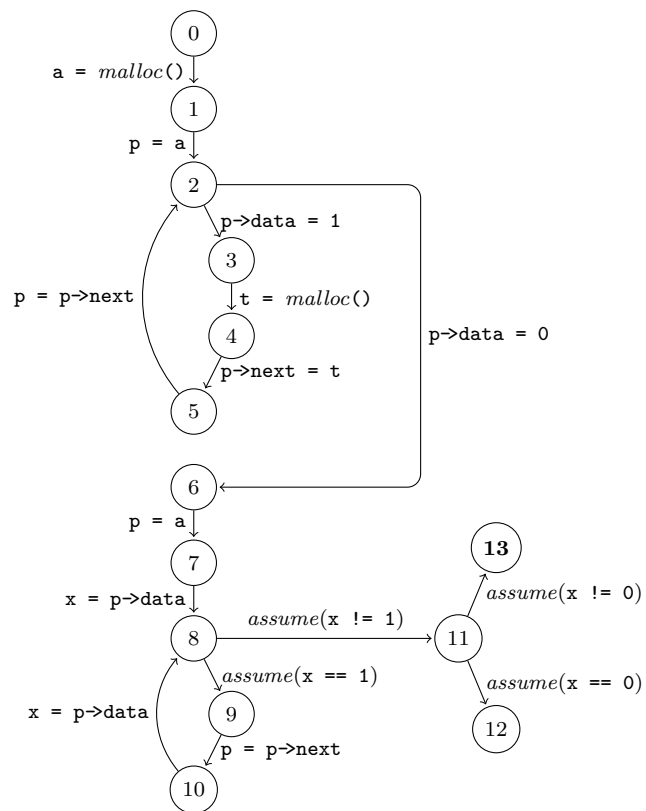 0
a = malloc()
1
p = a
2
p->data = 1
3
p = p->next
t = malloc()
4
p->data = 0
p->next = t
5
6
p = a
13
7
x = p->data
assume(x != 0)
assume(x != 1)
8
11
assume(x == 1)
assume(x == 0)
x = p->data
9
12
p = p->next
10